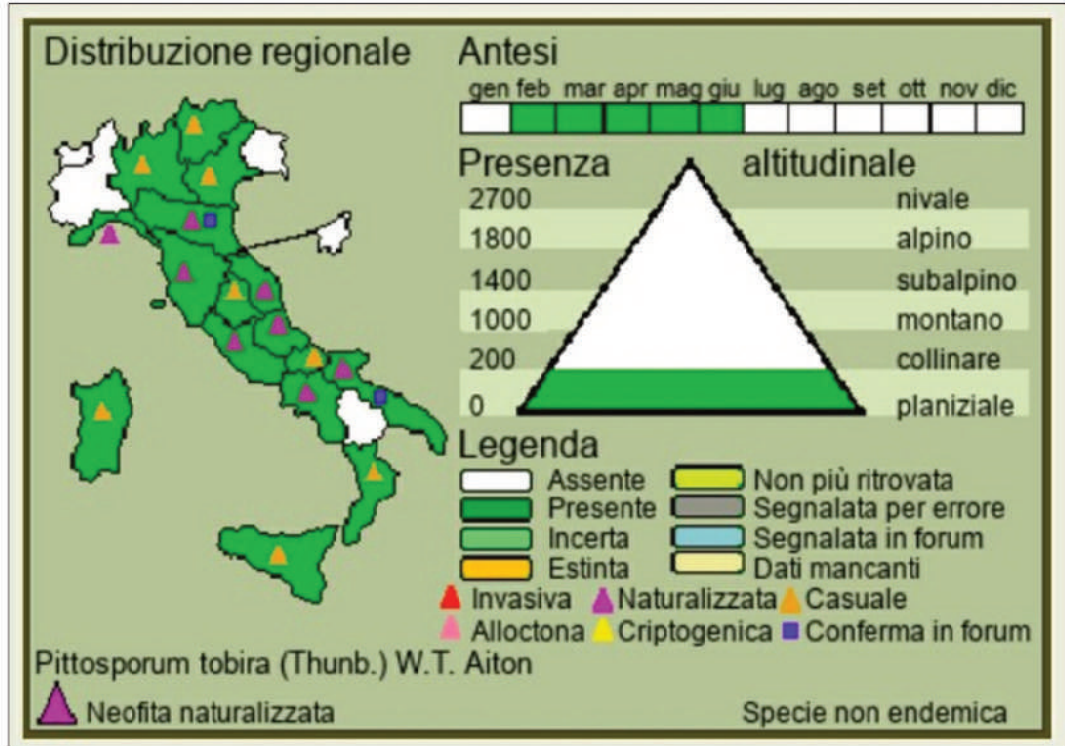 Distribuzione regionale
Antesi
gen feb mar apr mag giu lug ago set ott nov dic
Presenza altitudinale
2700 nivale
1800 alpino
1400 subalpino
1000 montano
200 collinare
0 planiziale
Legenda
Assente Non più ritrovata
Presente Segnalata per errore
Incerta Segnalata in forum
Estinta Dati mancanti
Invasiva Naturalizzata Casuale
Alloctona Criptogenica Conferma in forum
Pittosporum tobira (Thunb.) W.T. Aiton
Neofita naturalizzata Specie non endemica